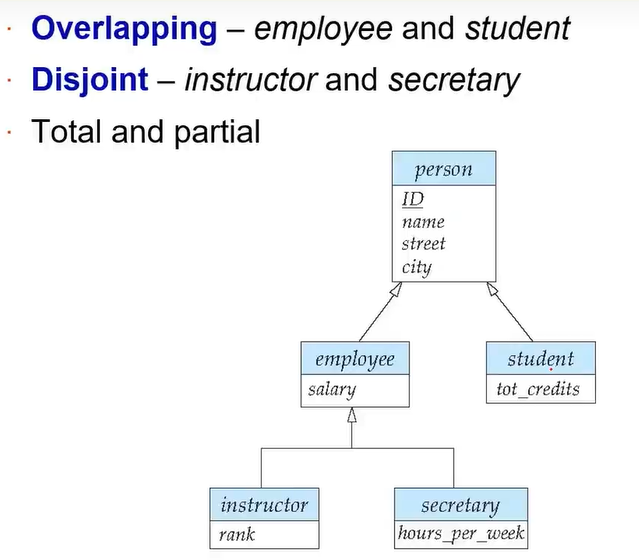 Overlapping – employee and student
Disjoint – instructor and secretary
Total and partial
person
ID
name
street
city
employee
salary
student
tot_credits
instructor
rank
secretary
hours_per_week